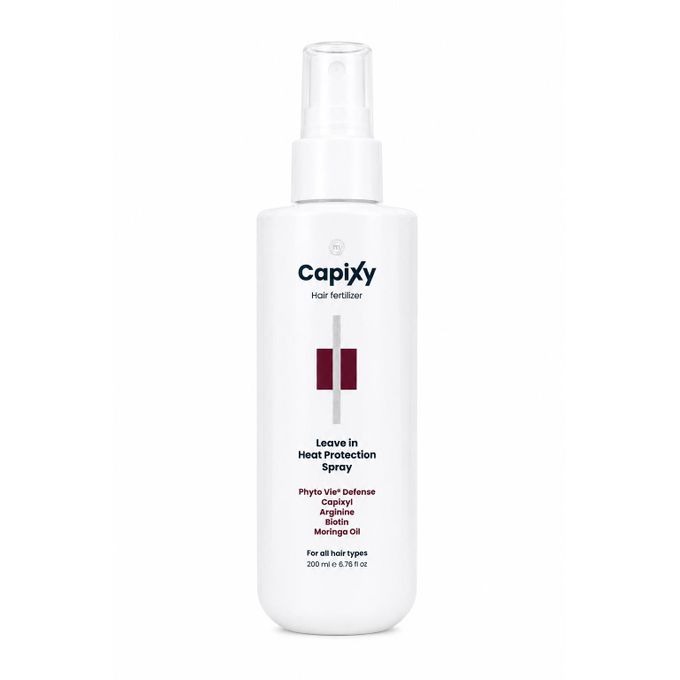 m
Capixy
Hair fertilizer
Leave in
Heat Protection
Spray
Phyto Vie® Defense
Capixyl
Arginine
Biotin
Moringa Oil
For all hair types
200 ml ℮ 6.76 fl oz